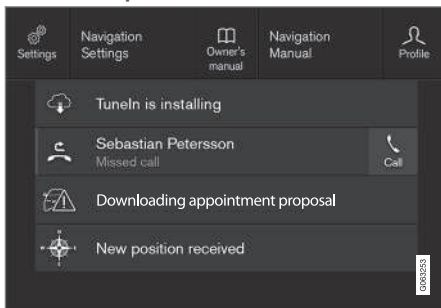 Settings
Navigation
Settings
Owner's
manual
Navigation
Manual
Profile
TuneIn is installing
Sebastian Petersson
Missed call
Call
Downloading appointment proposal
New position received
G063253